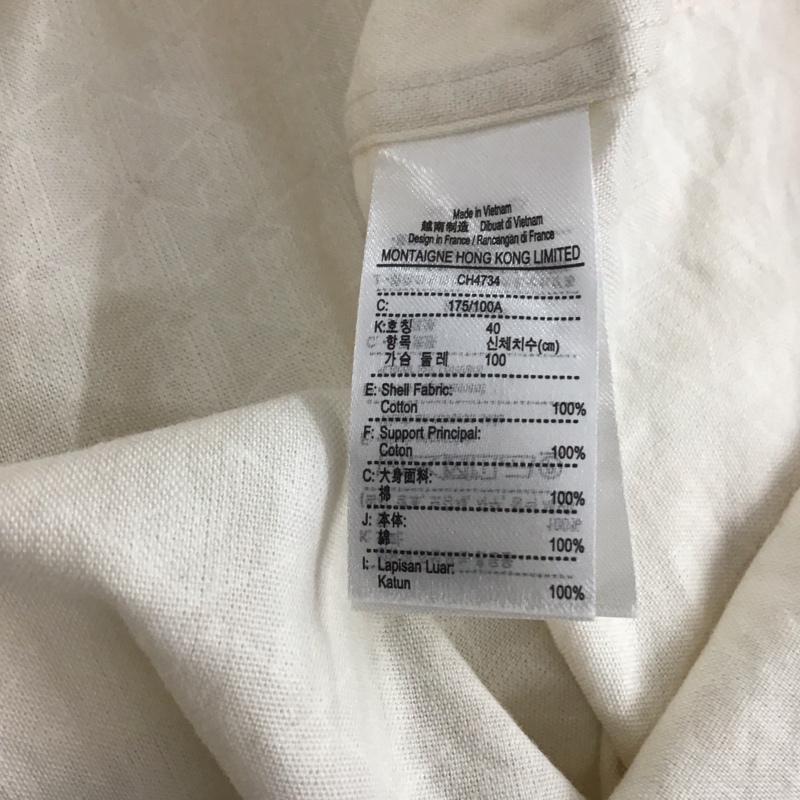 Made in Vietnam
越南制造 Dibuat di Vietnam
Design in France / Rancangan di France
MONTAIGNE HONG KONG LIMITED
CH4734
C: 175/100A
K:호칭 40
항목 신체치수(cm)
가슴 둘레 100
E: Shell Fabric:
Cotton 100%
F: Support Principal:
Coton 100%
C: 大身面料:
棉 100%
J: 本体:
綿 100%
I: Lapisan Luar:
Katun 100%